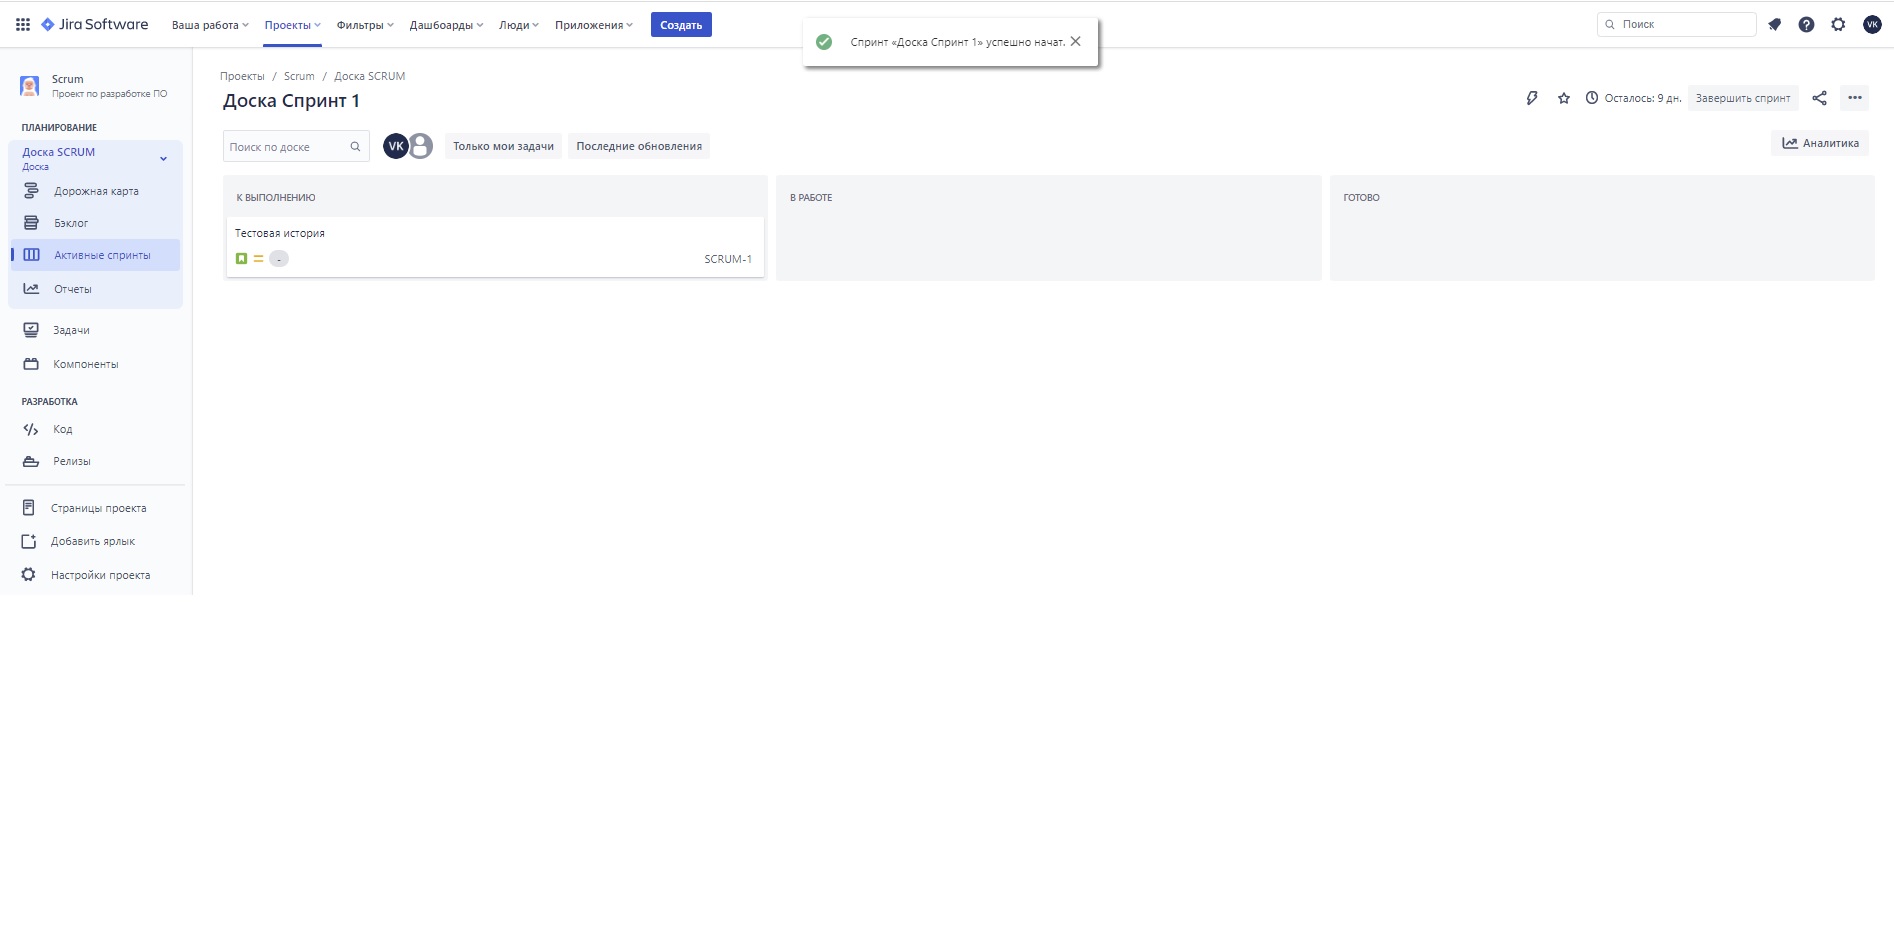 Jira Software Ваша работа Проекты Фильтры Дашборды Люди Приложения Создать
Спринт «Доска Спринт 1» успешно начат.
Поиск
VK
Scrum
Проект по разработке ПО
ПЛАНИРОВАНИЕ
Доска SCRUM
Доска
Дорожная карта
Бэклог
Активные спринты
Отчеты
Задачи
Компоненты
РАЗРАБОТКА
Код
Релизы
Страницы проекта
Добавить ярлык
Настройки проекта
Проекты / Scrum / Доска SCRUM
Доска Спринт 1
Осталось: 9 дн. Завершить спринт
Поиск по доске VK Только мои задачи Последние обновления
Аналитика
К ВЫПОЛНЕНИЮ
Тестовая история
- SCRUM-1
В РАБОТЕ
ГОТОВО